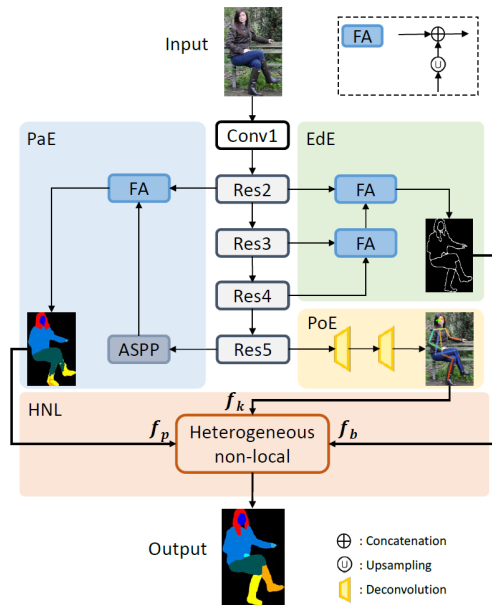 Input
FA
U
PaE
Conv1
EdE
FA
Res2
FA
Res3
FA
Res4
PoE
ASPP
Res5
HNL
f_k
f_p
Heterogeneous
non-local
f_b
Output
: Concatenation
U : Upsampling
: Deconvolution